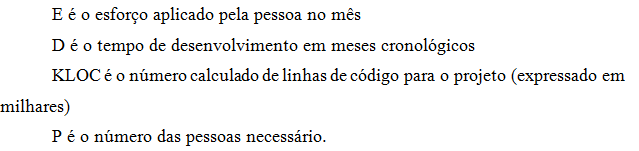 E é o esforço aplicado pela pessoa no mês
D é o tempo de desenvolvimento em meses cronológicos
KLOC é o número calculado de linhas de código para o projeto (expressado em
milhares)
P é o número das pessoas necessário.